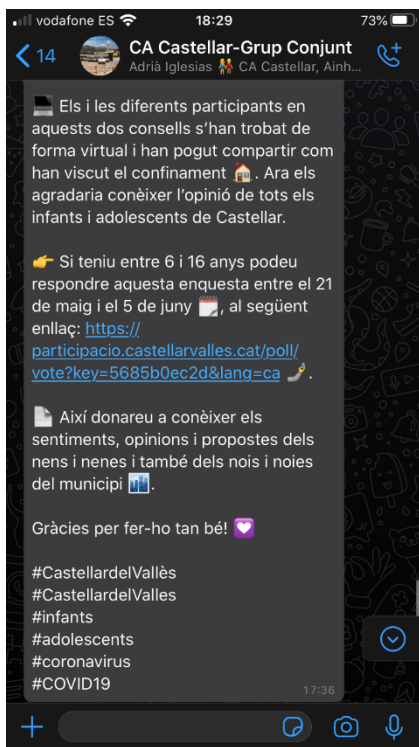 vodafone ES 18:29 73%
14 CA Castellar-Grup Conjunt
Adrià Iglesias 👫 CA Castellar, Ainh...
💻 Els i les diferents participants en
aquests dos consells s’han trobat de
forma virtual i han pogut compartir com
han viscut el confinament 🏠. Ara els
agradaria conèixer l’opinió de tots els
infants i adolescents de Castellar.
👉 Si teniu entre 6 i 16 anys podeu
respondre aquesta enquesta entre el 21
de maig i el 5 de juny 🗓, al següent
enllaç: https://
participacio.castellarvalles.cat/poll/
vote?key=5685b0ec2d&lang=ca 🤳.
📄 Així donareu a conèixer els
sentiments, opinions i propostes dels
nens i nenes i també dels nois i noies
del municipi 🏙.
Gràcies per fer-ho tan bé! 💟
#CastellardelVallès
#CastellardelValles
#infants
#adolescents
#coronavirus
#COVID19
17:36